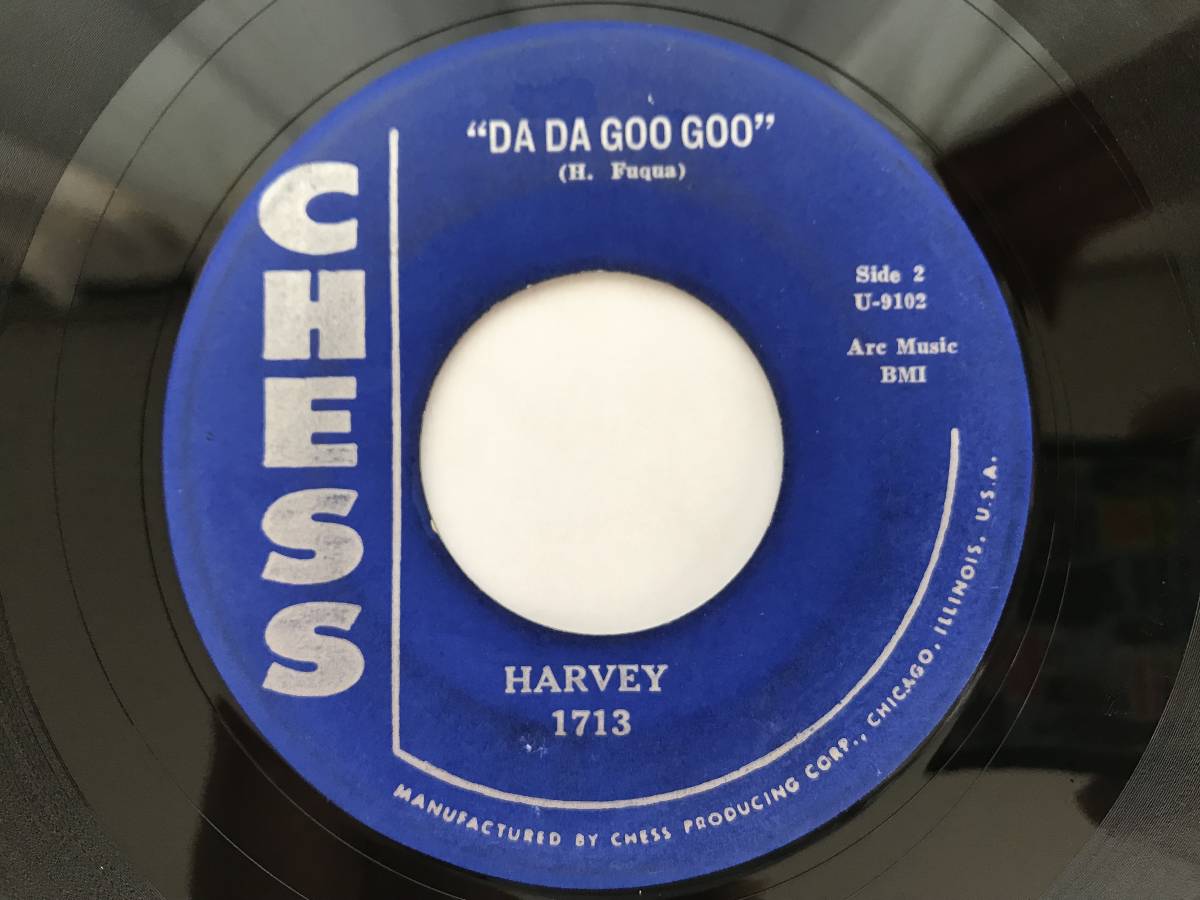 CHESS
“DA DA GOO GOO”
(H. Fuqua)
Side 2
U-9102
Arc Music
BMI
HARVEY
1713
MANUFACTURED BY CHESS PRODUCING CORP., CHICAGO, ILLINOIS, U.S.A.